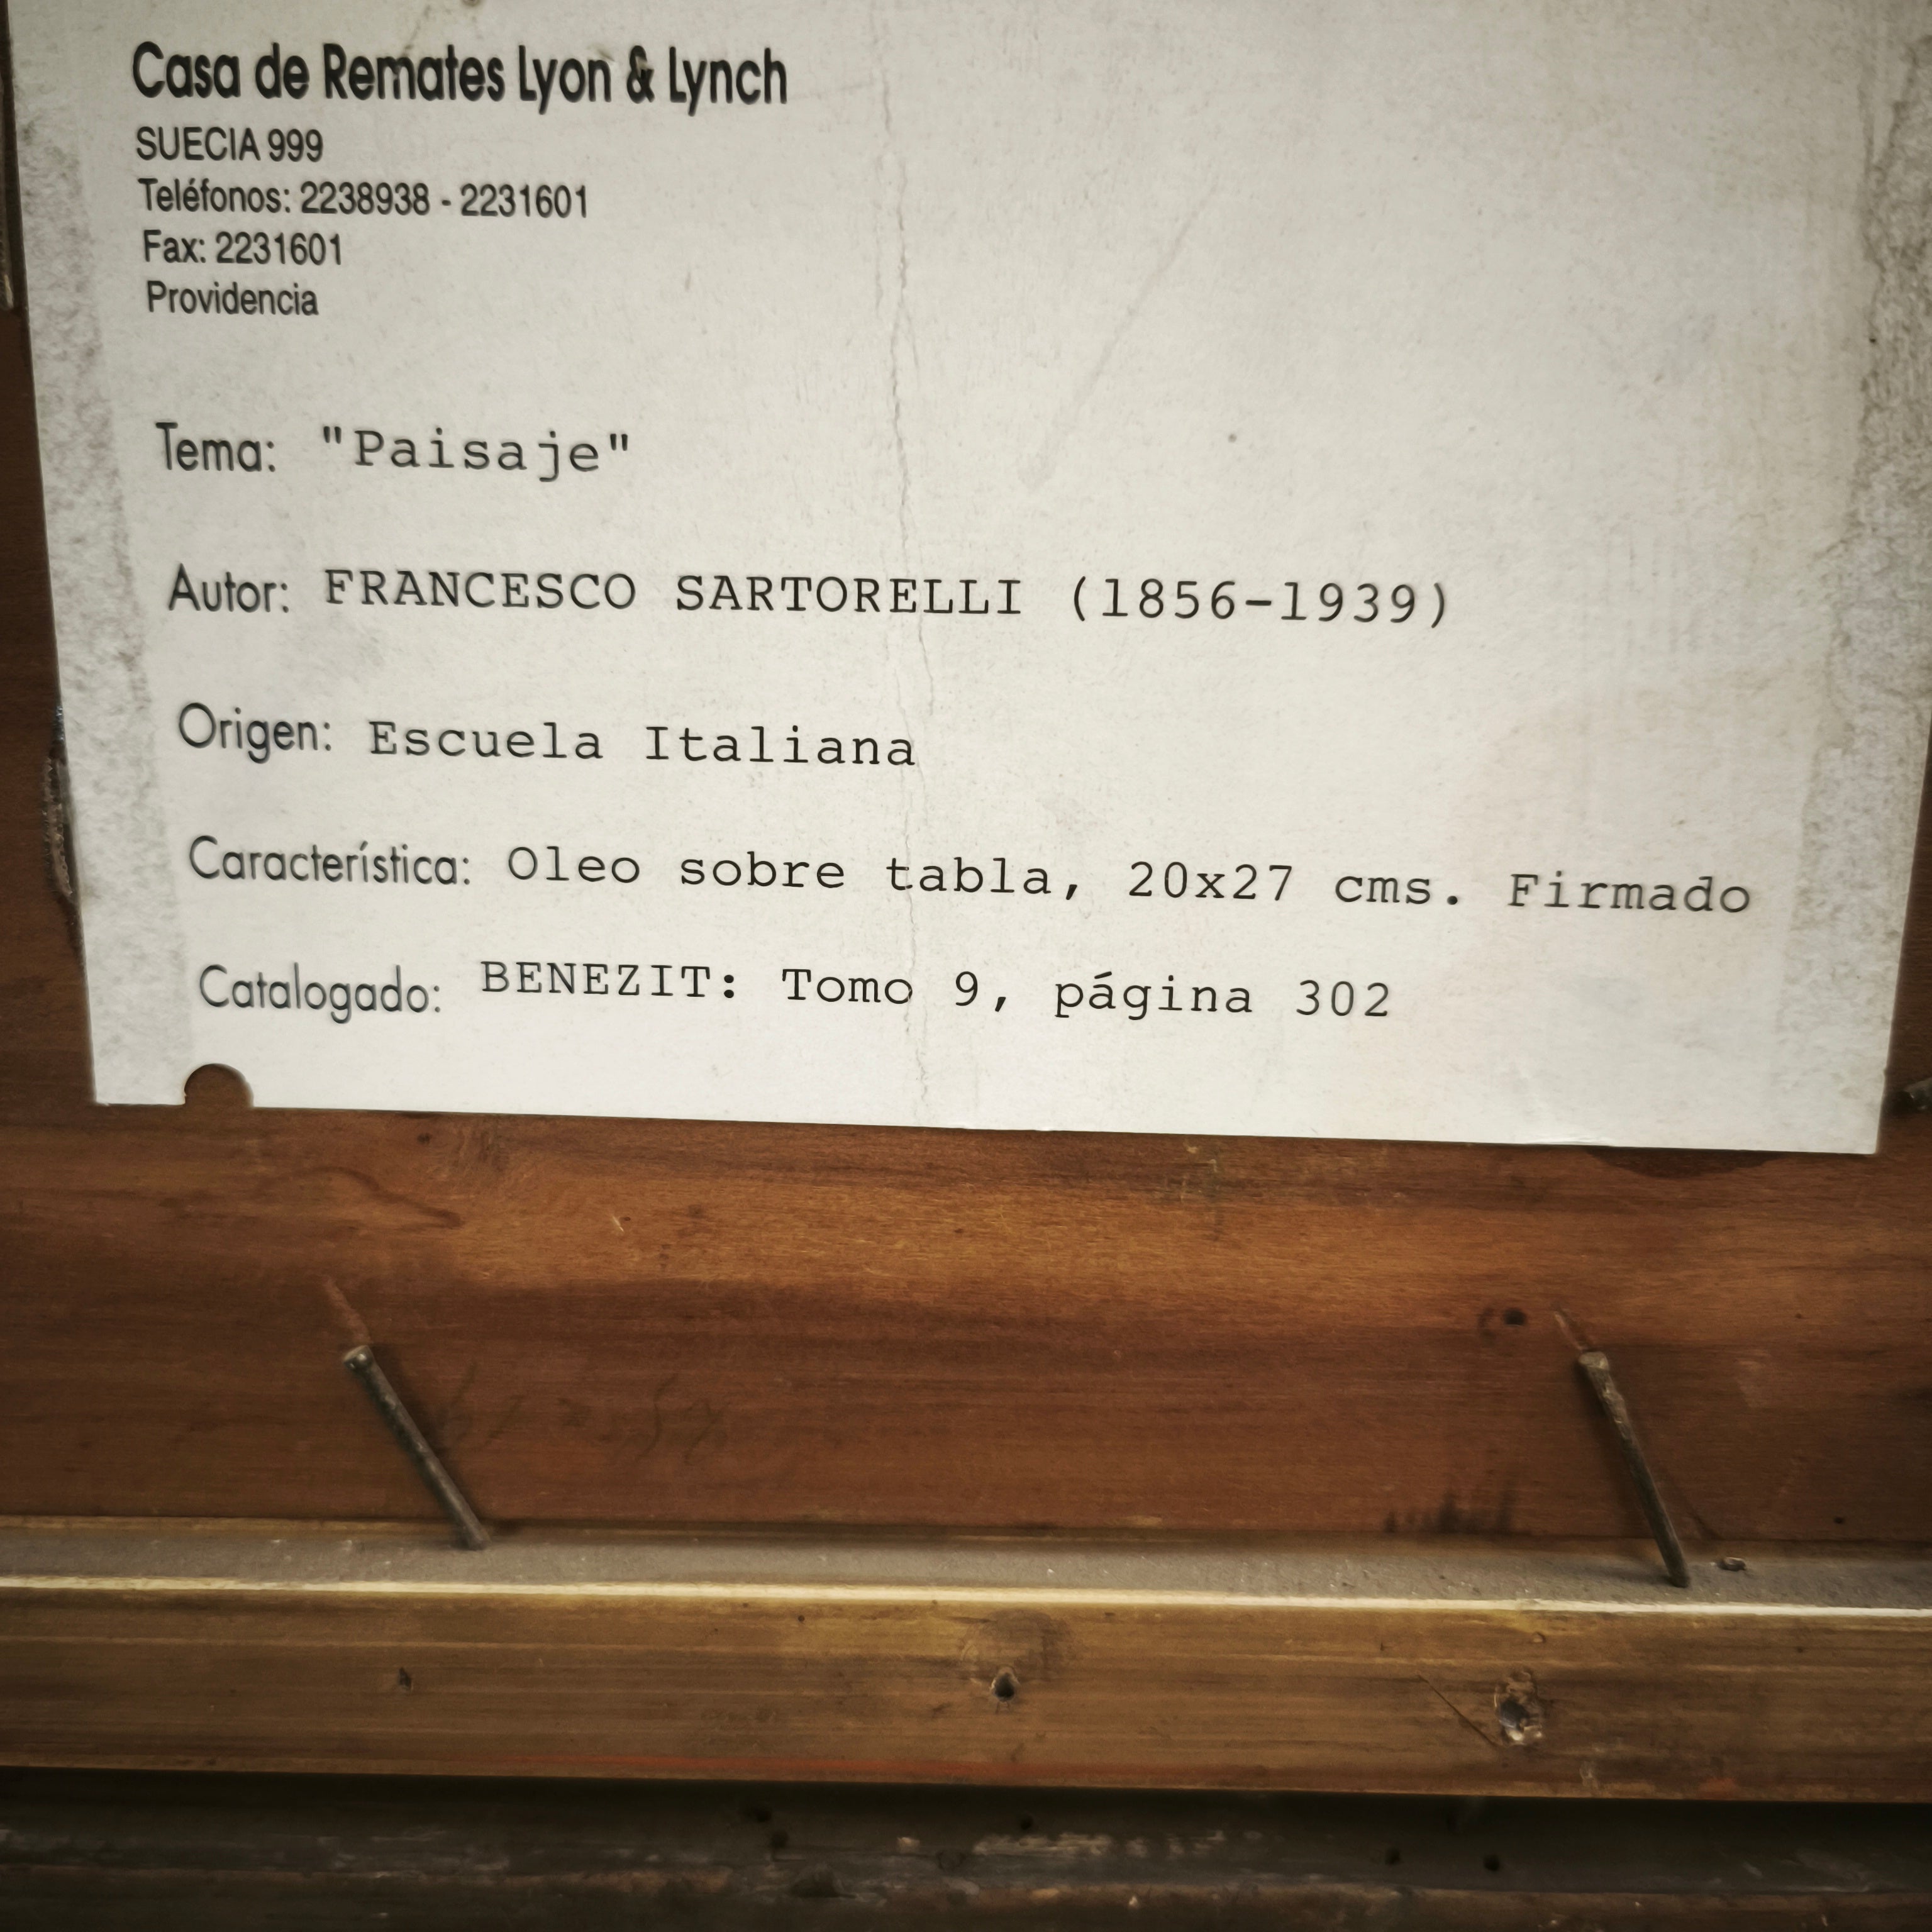 Casa de Remates Lyon & Lynch
SUECIA 999
Teléfonos: 2238938 - 2231601
Fax: 2231601
Providencia
Tema: "Paisaje"
Autor: FRANCESCO SARTORELLI (1856-1939)
Origen: Escuela Italiana
Característica: Oleo sobre tabla, 20x27 cms. Firmado
Catalogado: BENEZIT: Tomo 9, página 302